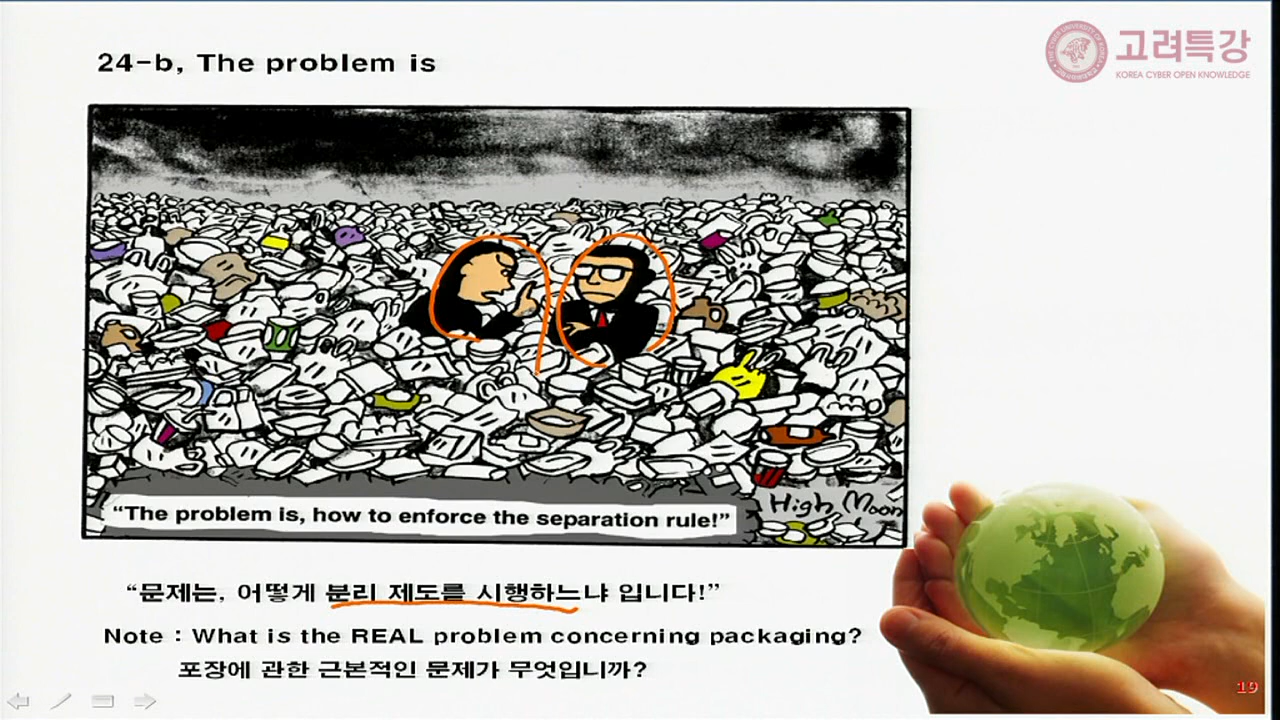 24-b, The problem is
고려특강
KOREA CYBER OPEN KNOWLEDGE
High Moon
“The problem is, how to enforce the separation rule!”
“문제는, 어떻게 분리 제도를 시행하느냐 입니다!”
Note : What is the REAL problem concerning packaging?
포장에 관한 근본적인 문제가 무엇입니까?
19